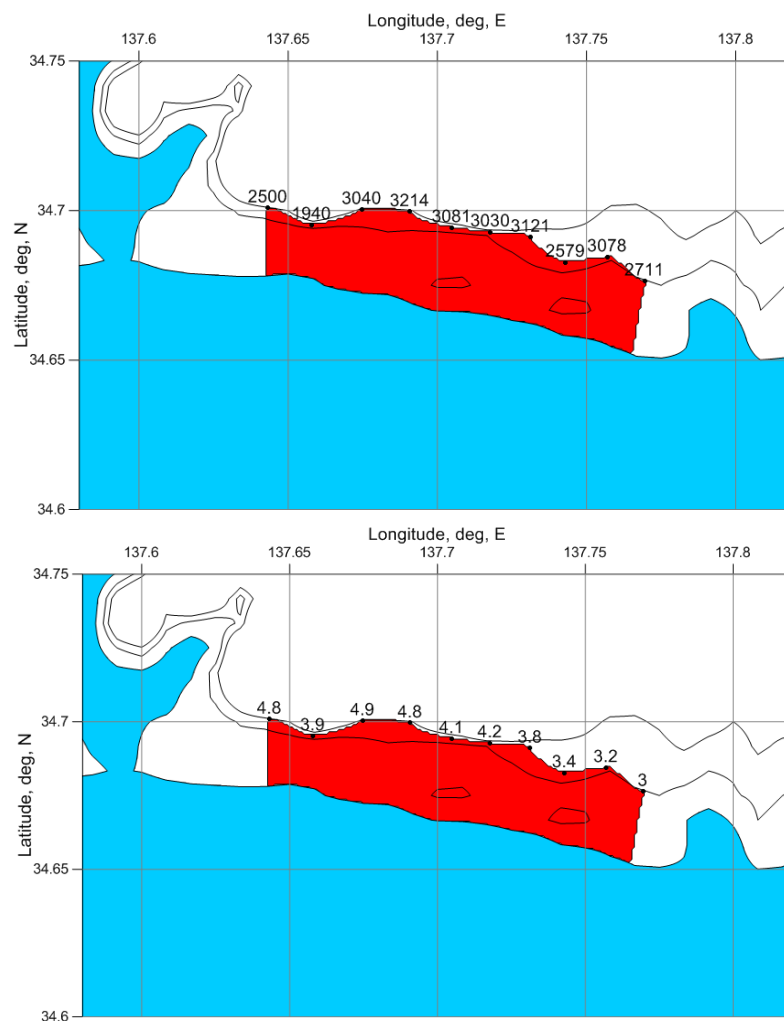 Longitude, deg, E
137.6 137.65 137.7 137.75 137.8
34.75
34.7
34.65
34.6
Latitude, deg, N
2500 1940 3040 3214 3081 3030 3121 2579 3078 2711
Longitude, deg, E
137.6 137.65 137.7 137.75 137.8
34.75
34.7
34.65
34.6
Latitude, deg, N
4.8 3.9 4.9 4.8 4.1 4.2 3.8 3.4 3.2 3